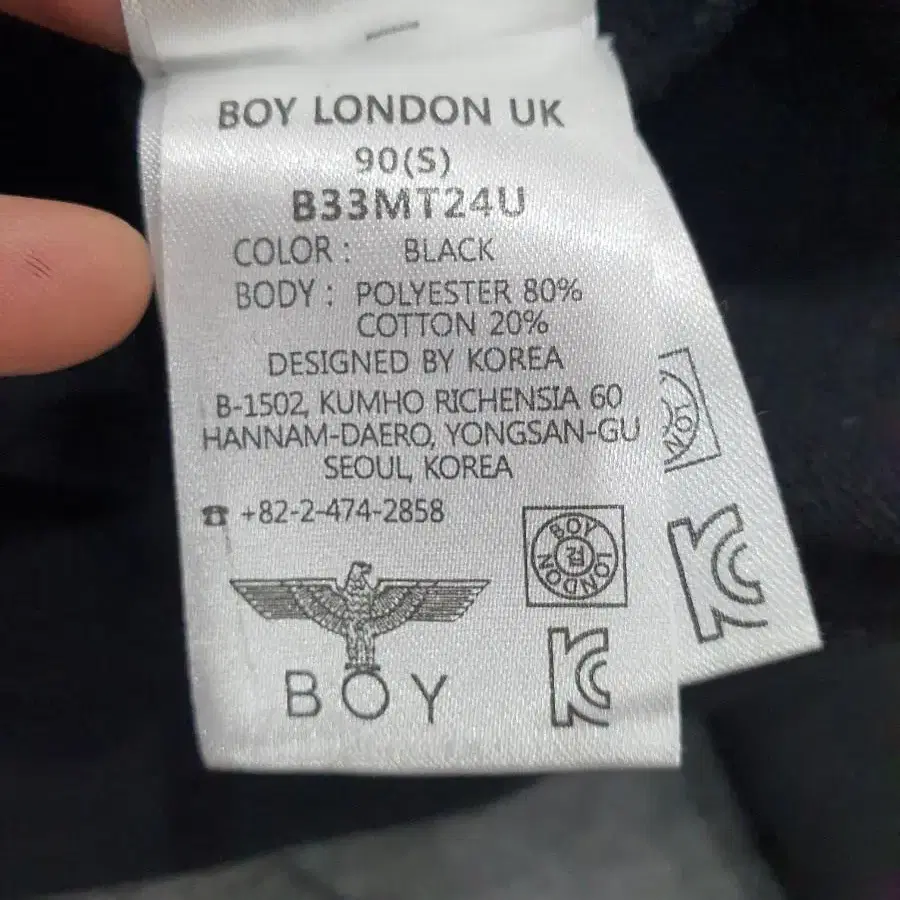 BOY LONDON UK
90(S)
B33MT24U
COLOR : BLACK
BODY : POLYESTER 80%
COTTON 20%
DESIGNED BY KOREA
B-1502, KUMHO RICHENSIA 60
HANNAM-DAERO, YONGSAN-GU
SEOUL, KOREA
☎ +82-2-474-2858
BOY
LONDON
BOY